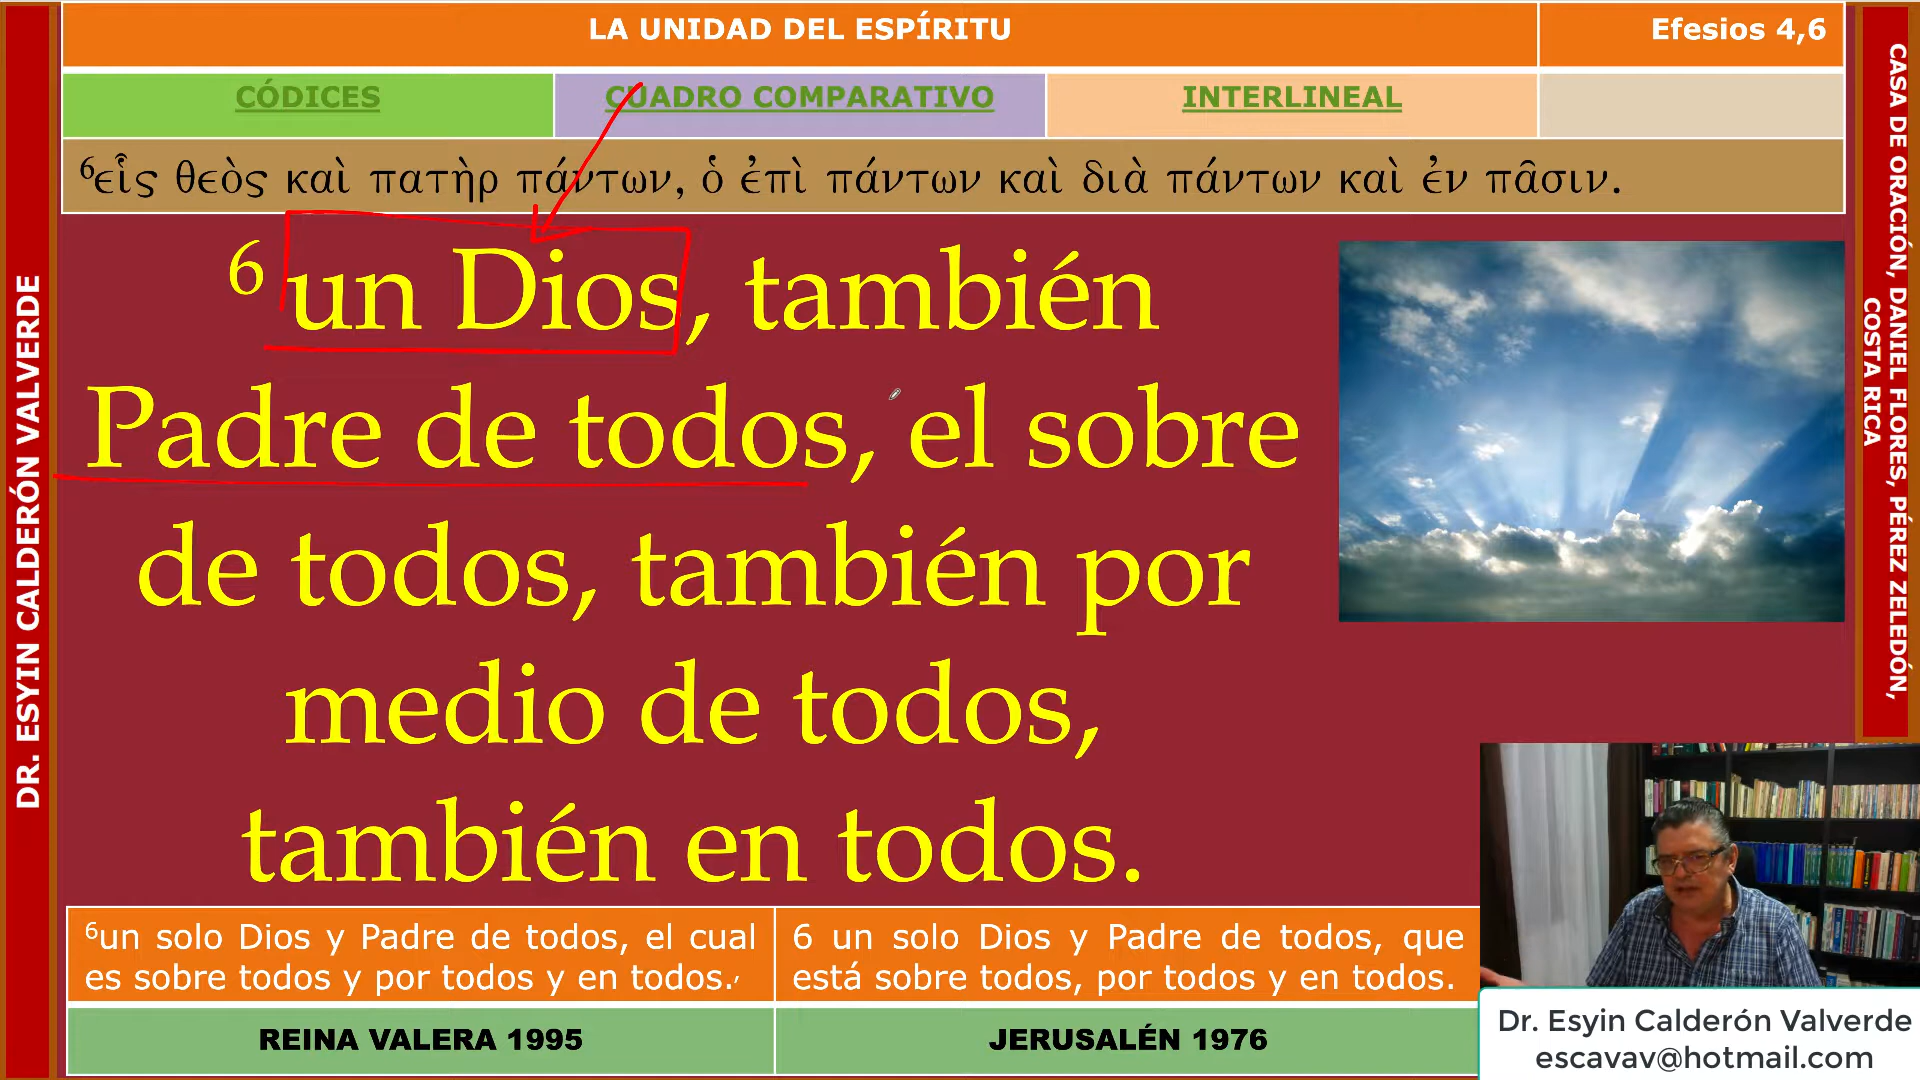 LA UNIDAD DEL ESPÍRITU
Efesios 4,6
CÓDICES
CUADRO COMPARATIVO
INTERLINEAL
⁶εἷς θεὸς καὶ πατὴρ πάντων, ὁ ἐπὶ πάντων καὶ διὰ πάντων καὶ ἐν πᾶσιν.
⁶ un Dios, también
Padre de todos, el sobre
de todos, también por
medio de todos,
también en todos.
⁶un solo Dios y Padre de todos, el cual
es sobre todos y por todos y en todos.,
6 un solo Dios y Padre de todos, que
está sobre todos, por todos y en todos.
REINA VALERA 1995
JERUSALÉN 1976
DR. ESYIN CALDERÓN VALVERDE
CASA DE ORACIÓN, DANIEL FLORES, PÉREZ ZELEDÓN,
COSTA RICA
Dr. Esyin Calderón Valverde
escavav@hotmail.com